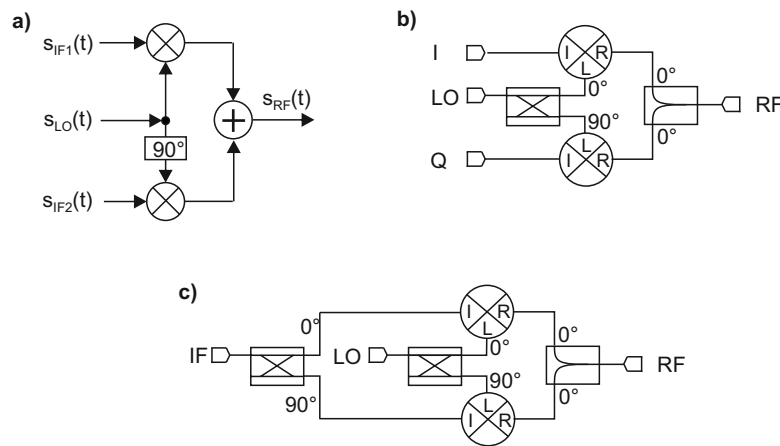 a)
s_IF1(t)
s_LO(t)
90°
s_IF2(t)
s_RF(t)
b)
I
I R
L
0°
0°
LO
RF
90°
0°
L
I R
Q
c)
I R
L
0°
0°
0°
IF
LO
RF
90°
90°
0°
L
I R